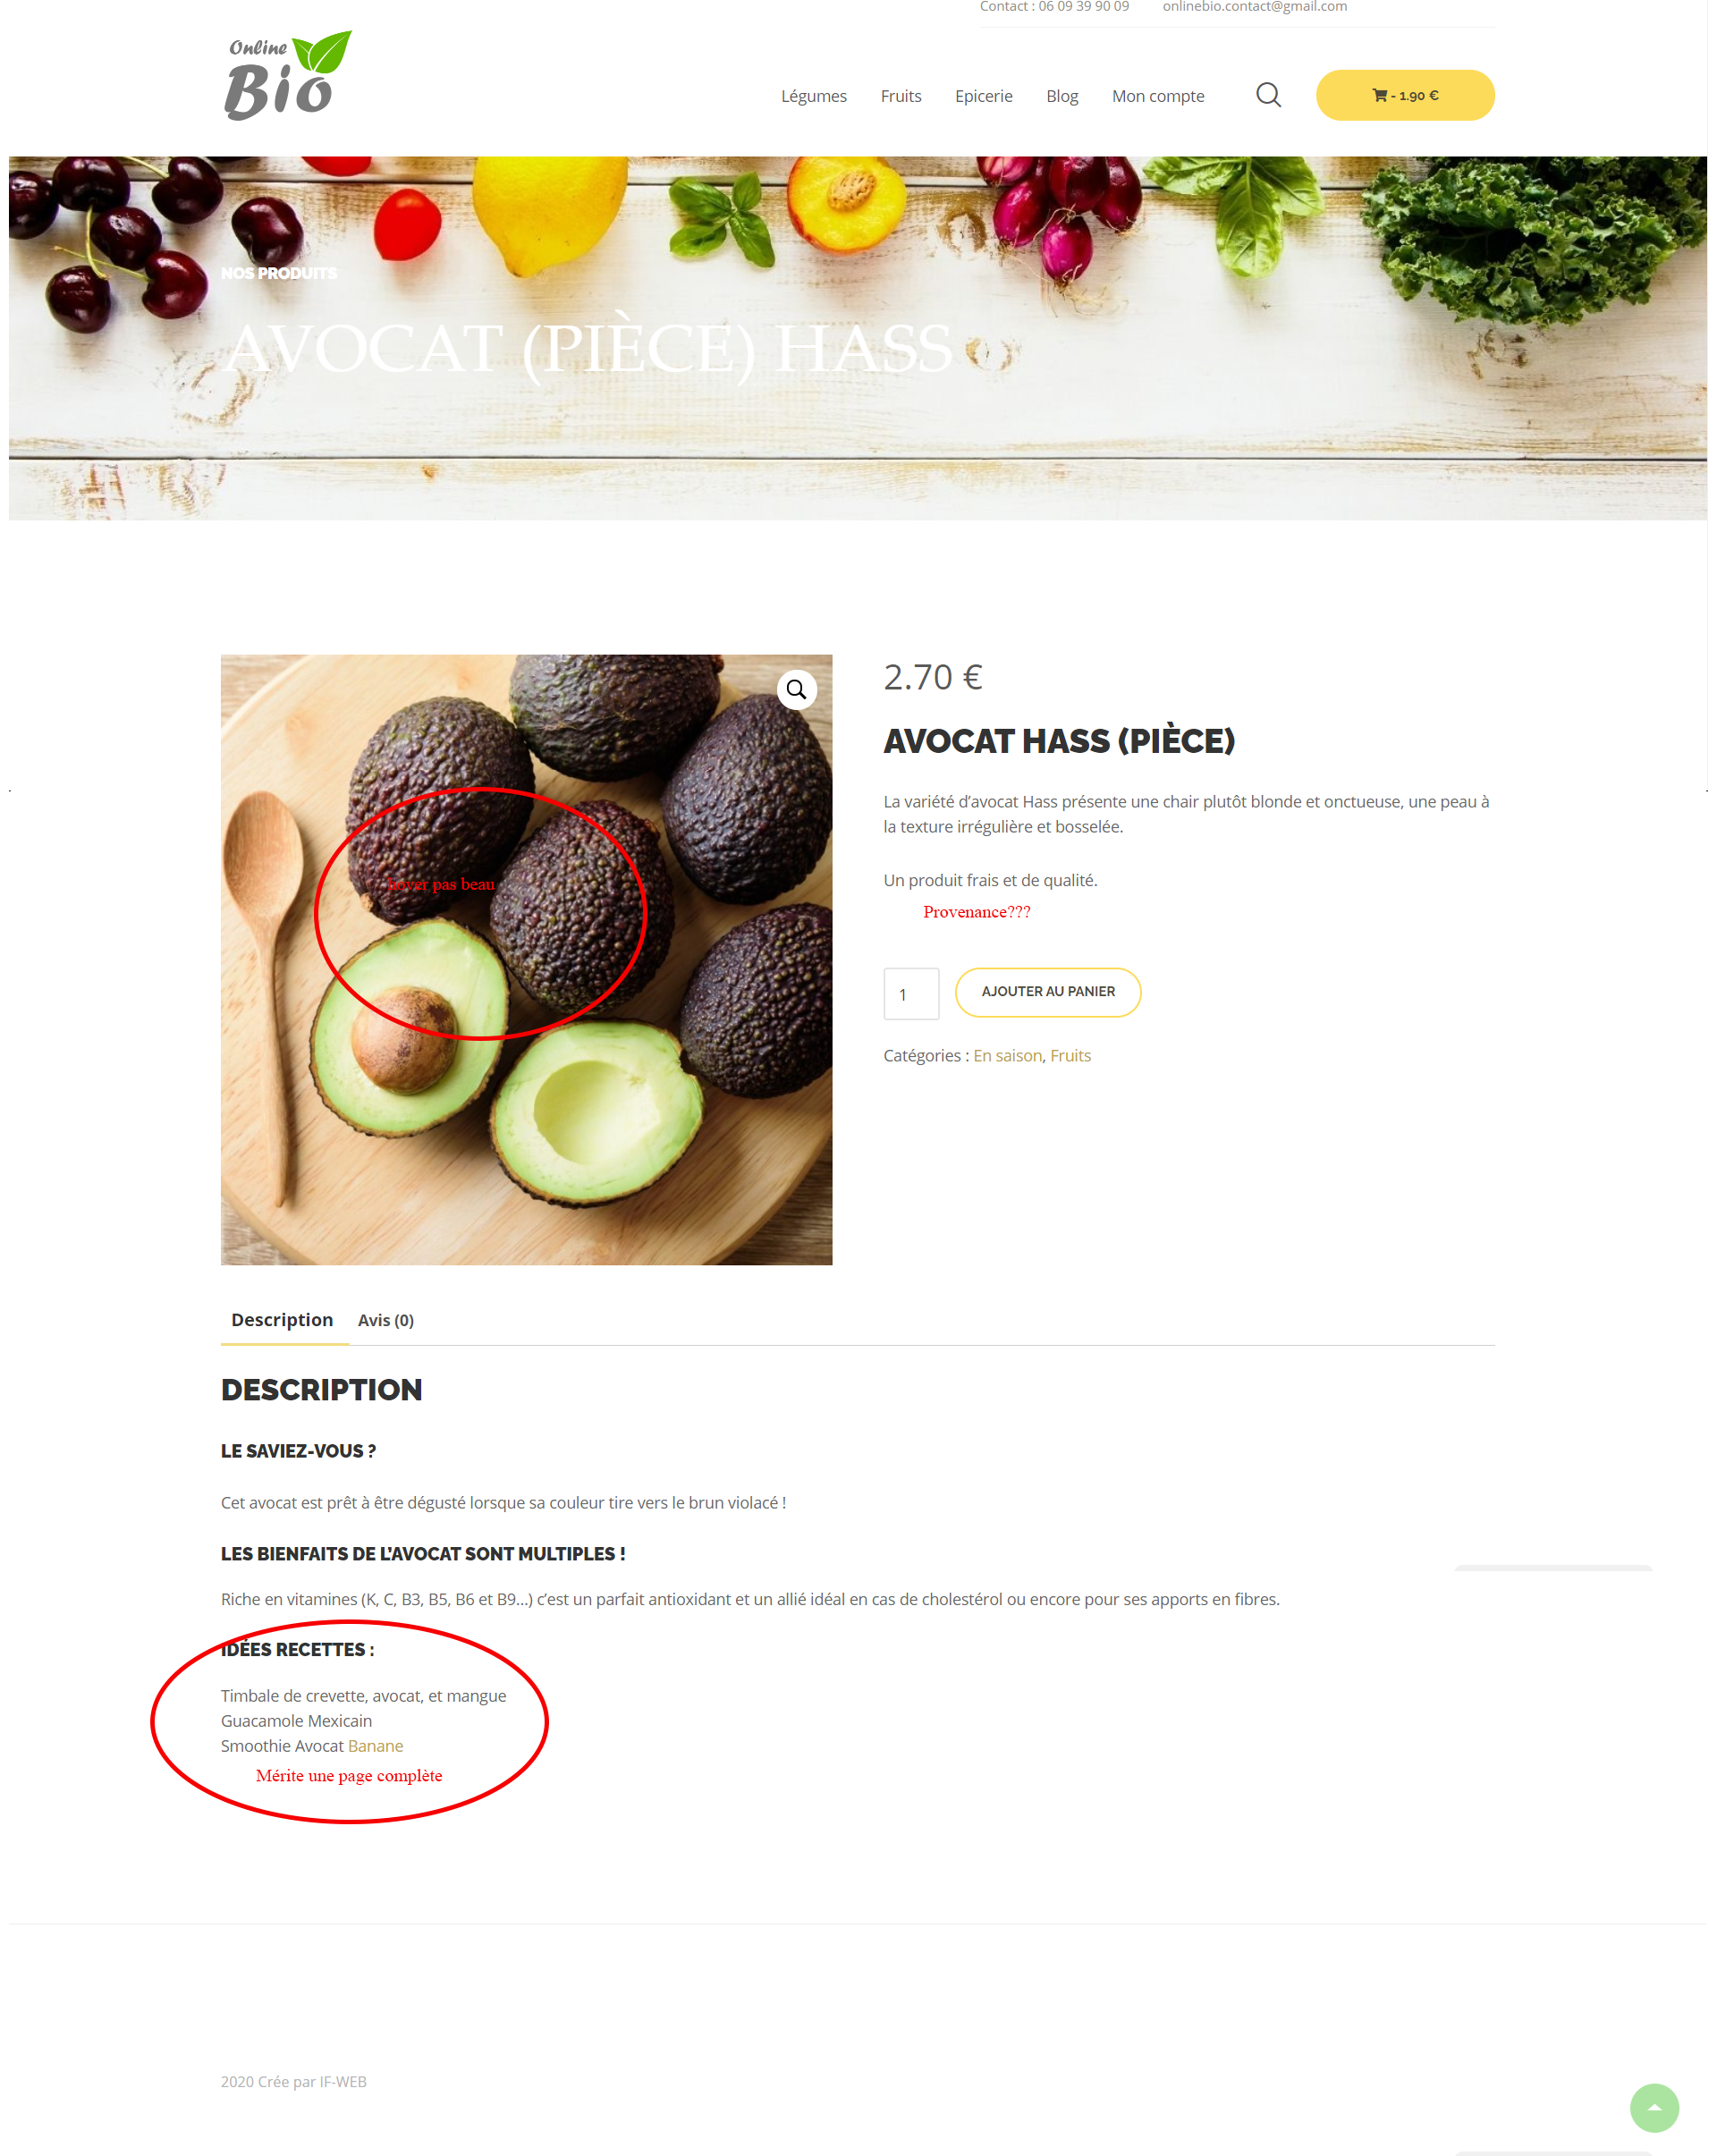 Contact : 06 09 39 90 09 onlinebio.contact@gmail.com
Online
Bio
Légumes Fruits Epicerie Blog Mon compte - 1.90 €
NOS PRODUITS
AVOCAT (PIÈCE) HASS
2.70 €
AVOCAT HASS (PIÈCE)
La variété d’avocat Hass présente une chair plutôt blonde et onctueuse, une peau à
la texture irrégulière et bosselée.
hover pas beau
Un produit frais et de qualité.
Provenance???
1 AJOUTER AU PANIER
Catégories : En saison, Fruits
Description Avis (0)
DESCRIPTION
LE SAVIEZ-VOUS ?
Cet avocat est prêt à être dégusté lorsque sa couleur tire vers le brun violacé !
LES BIENFAITS DE L’AVOCAT SONT MULTIPLES !
Riche en vitamines (K, C, B3, B5, B6 et B9…) c’est un parfait antioxidant et un allié idéal en cas de cholestérol ou encore pour ses apports en fibres.
IDÉES RECETTES :
Timbale de crevette, avocat, et mangue
Guacamole Mexicain
Smoothie Avocat Banane
Mérite une page complète
2020 Crée par IF-WEB